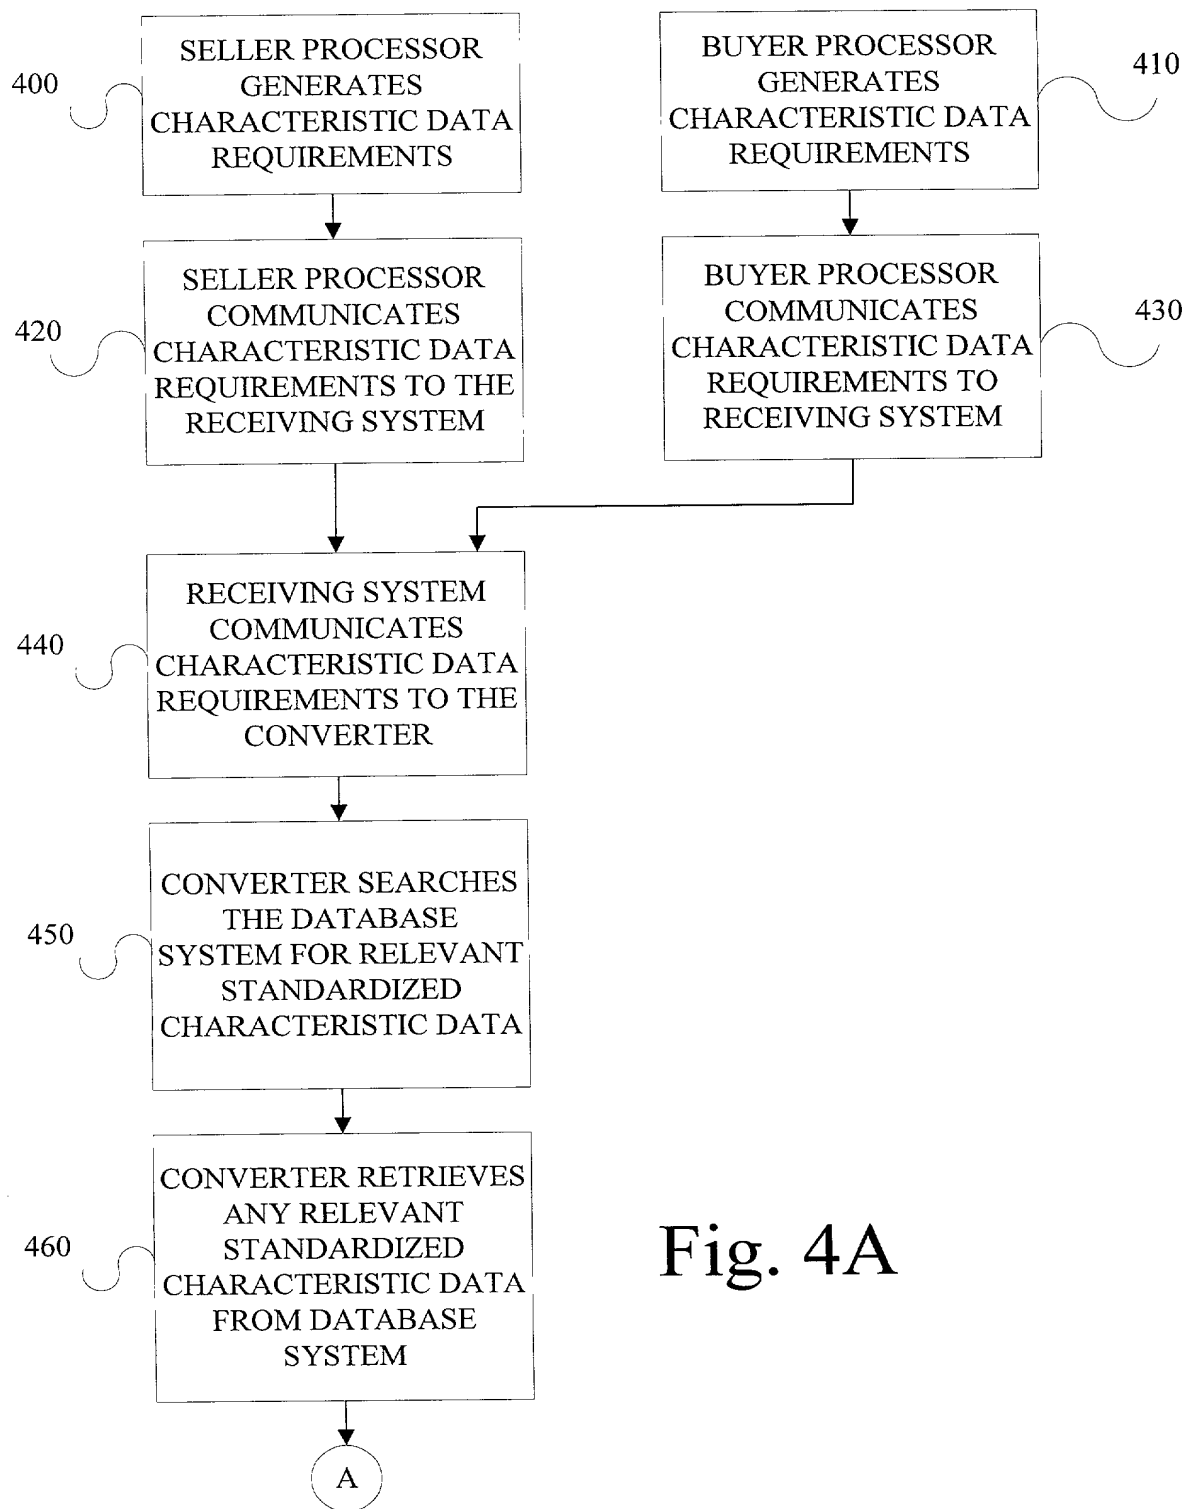 400
SELLER PROCESSOR
GENERATES
CHARACTERISTIC DATA
REQUIREMENTS
BUYER PROCESSOR
GENERATES
CHARACTERISTIC DATA
REQUIREMENTS
410
420
SELLER PROCESSOR
COMMUNICATES
CHARACTERISTIC DATA
REQUIREMENTS TO THE
RECEIVING SYSTEM
BUYER PROCESSOR
COMMUNICATES
CHARACTERISTIC DATA
REQUIREMENTS TO
RECEIVING SYSTEM
430
440
RECEIVING SYSTEM
COMMUNICATES
CHARACTERISTIC DATA
REQUIREMENTS TO THE
CONVERTER
450
CONVERTER SEARCHES
THE DATABASE
SYSTEM FOR RELEVANT
STANDARDIZED
CHARACTERISTIC DATA
460
CONVERTER RETRIEVES
ANY RELEVANT
STANDARDIZED
CHARACTERISTIC DATA
FROM DATABASE
SYSTEM
Fig. 4A
A